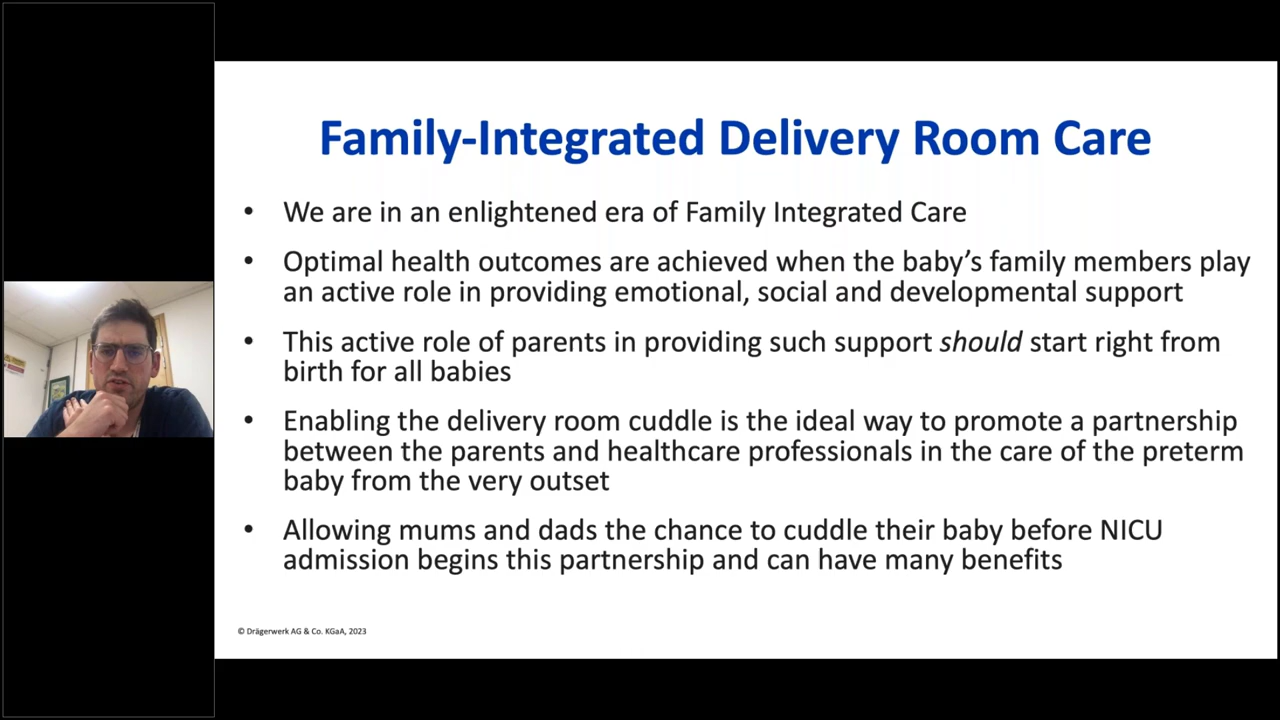 Family-Integrated Delivery Room Care
• We are in an enlightened era of Family Integrated Care
• Optimal health outcomes are achieved when the baby’s family members play
an active role in providing emotional, social and developmental support
• This active role of parents in providing such support should start right from
birth for all babies
• Enabling the delivery room cuddle is the ideal way to promote a partnership
between the parents and healthcare professionals in the care of the preterm
baby from the very outset
• Allowing mums and dads the chance to cuddle their baby before NICU
admission begins this partnership and can have many benefits
© Drägerwerk AG & Co. KGaA, 2023